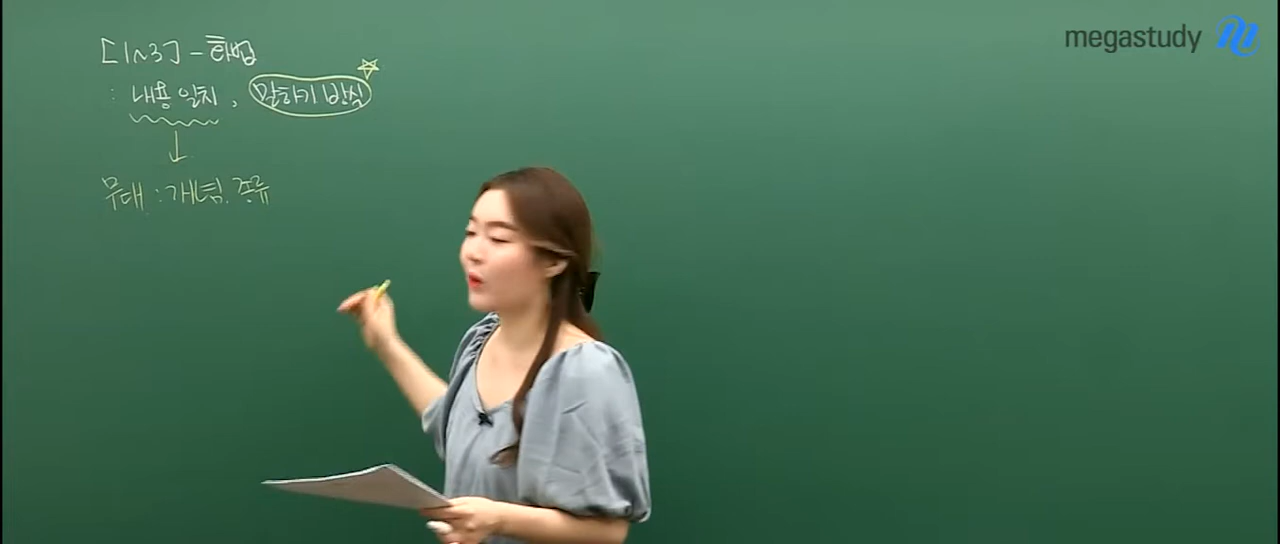 [1~3] - 화법
: 내용 일치, 말하기 방식
무대 : 개념, 종류
megastudy